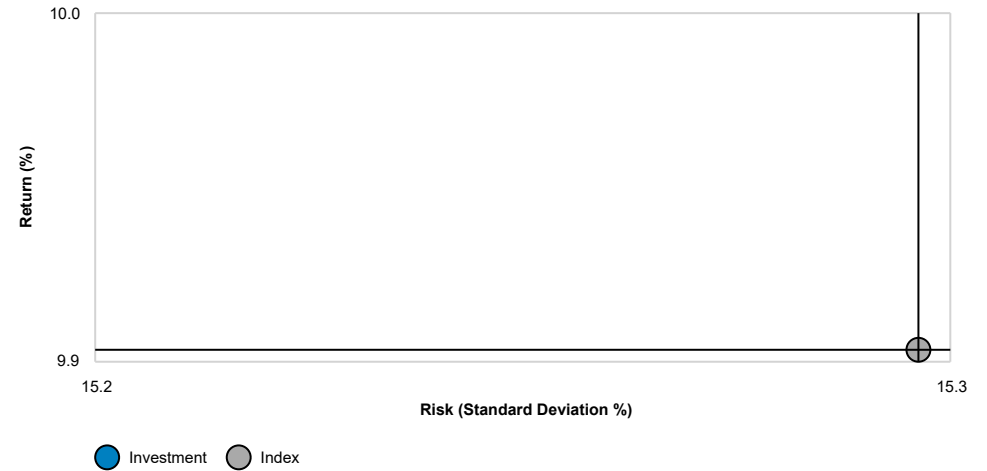 10.0
Return (%)
9.9
15.2
15.3
Risk (Standard Deviation %)
Investment
Index